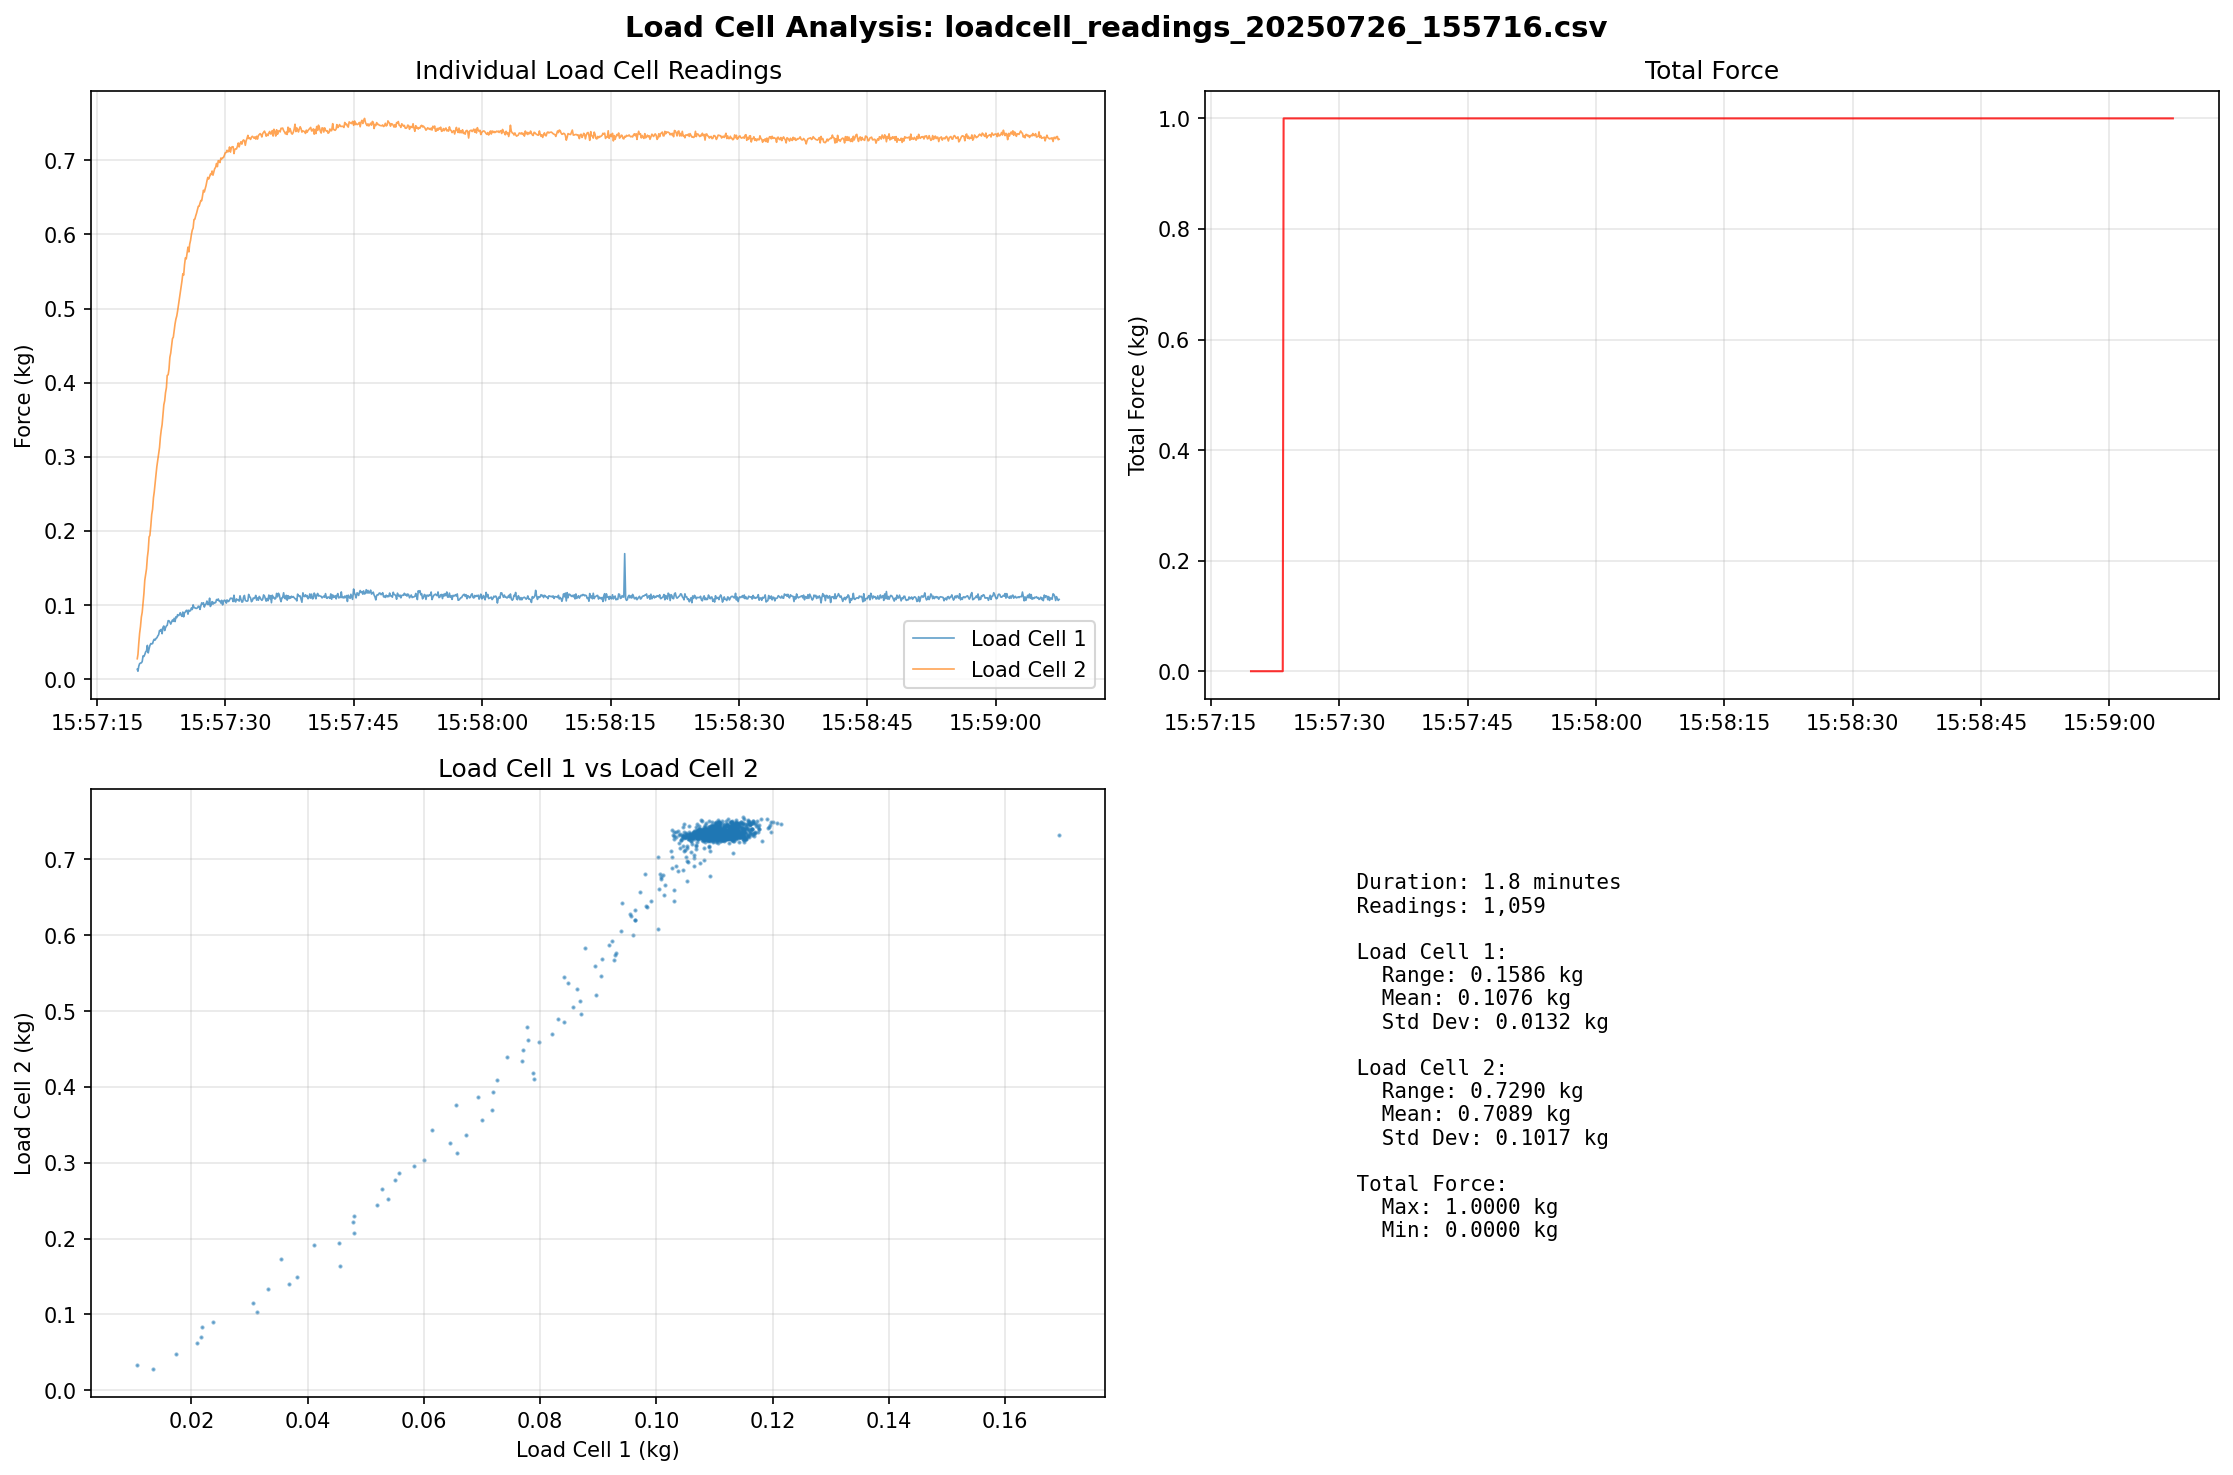 Load Cell Analysis: loadcell_readings_20250726_155716.csv
Individual Load Cell Readings
Force (kg)
0.7
0.6
0.5
0.4
0.3
0.2
0.1
0.0
Load Cell 1
Load Cell 2
15:57:15 15:57:30 15:57:45 15:58:00 15:58:15 15:58:30 15:58:45 15:59:00
Total Force
Total Force (kg)
1.0
0.8
0.6
0.4
0.2
0.0
15:57:15 15:57:30 15:57:45 15:58:00 15:58:15 15:58:30 15:58:45 15:59:00
Load Cell 1 vs Load Cell 2
Load Cell 2 (kg)
0.7
0.6
0.5
0.4
0.3
0.2
0.1
0.0
0.02 0.04 0.06 0.08 0.10 0.12 0.14 0.16
Load Cell 1 (kg)
Duration: 1.8 minutes
Readings: 1,059
Load Cell 1:
Range: 0.1586 kg
Mean: 0.1076 kg
Std Dev: 0.0132 kg
Load Cell 2:
Range: 0.7290 kg
Mean: 0.7089 kg
Std Dev: 0.1017 kg
Total Force:
Max: 1.0000 kg
Min: 0.0000 kg